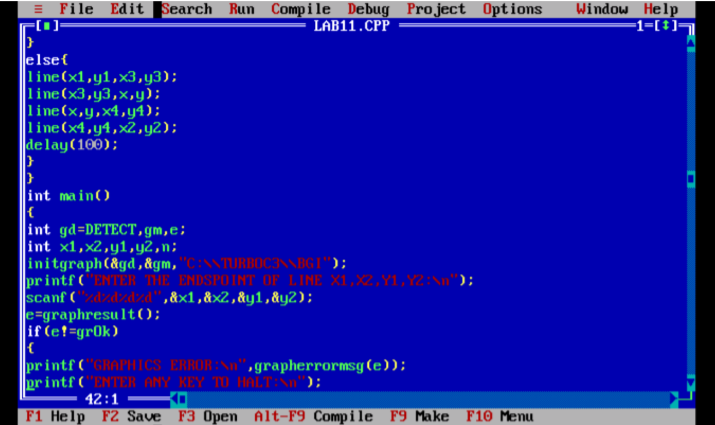 ≡ File Edit Search Run Compile Debug Project Options Window Help
[■] LAB11.CPP 1=[↕]
}
else{
line(x1,y1,x3,y3);
line(x3,y3,x,y);
line(x,y,x4,y4);
line(x4,y4,x2,y2);
delay(100);
}
}
int main()
{
int gd=DETECT,gm,e;
int x1,x2,y1,y2,n;
initgraph(&gd,&gm,"C:\\TURBOC3\\BGI");
printf("ENTER THE ENDSPOINT OF LINE X1,X2,Y1,Y2:\n");
scanf("%d%d%d%d",&x1,&x2,&y1,&y2);
e=graphresult();
if(e!=grOk)
{
printf("GRAPHICS ERROR:\n",grapherrormsg(e));
printf("ENTER ANY KEY TO HALT:\n");
42:1
F1 Help F2 Save F3 Open Alt-F9 Compile F9 Make F10 Menu